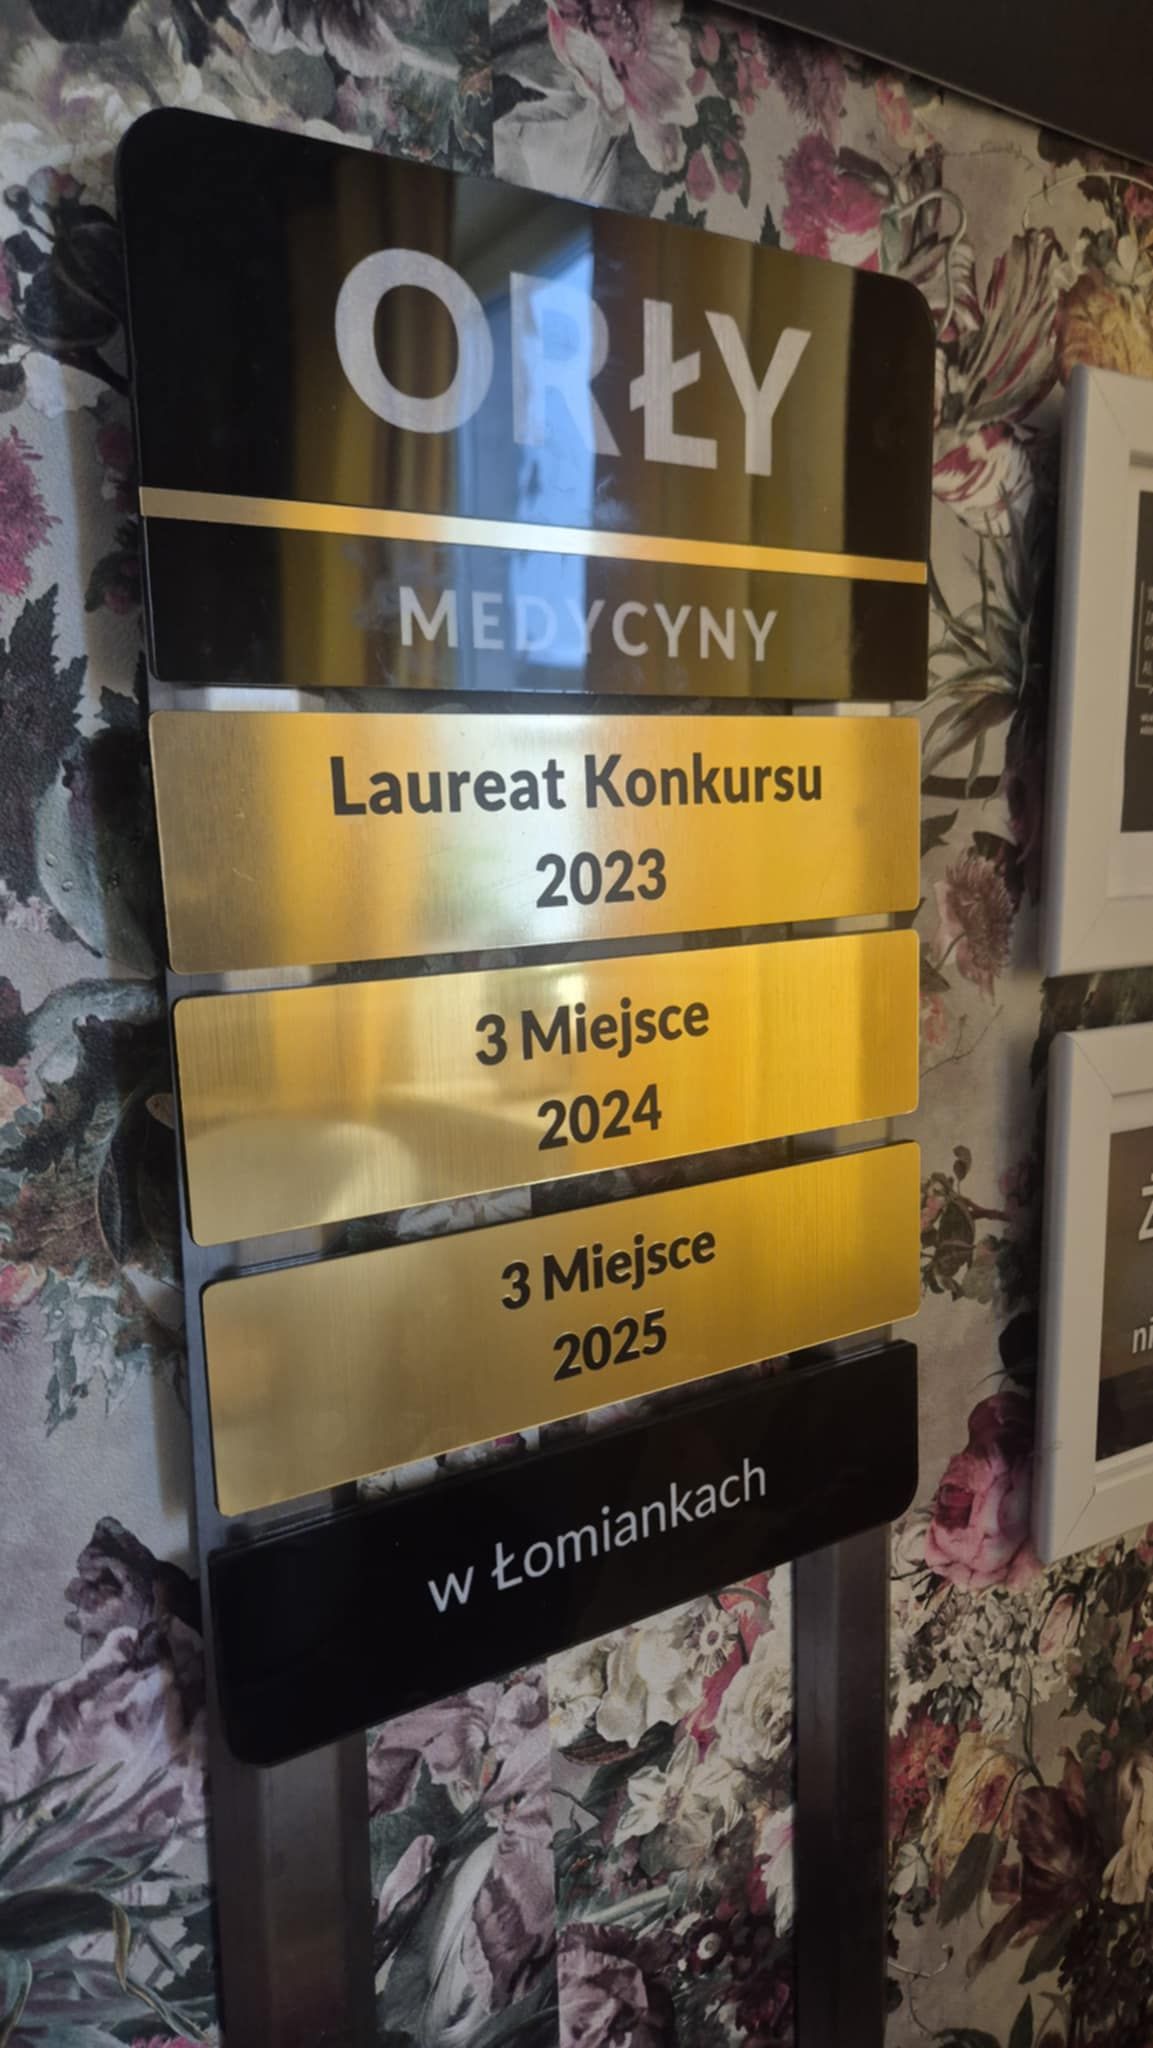 ORŁY
MEDYCYNY
Laureat Konkursu
2023
3 Miejsce
2024
3 Miejsce
2025
w Łomiankach